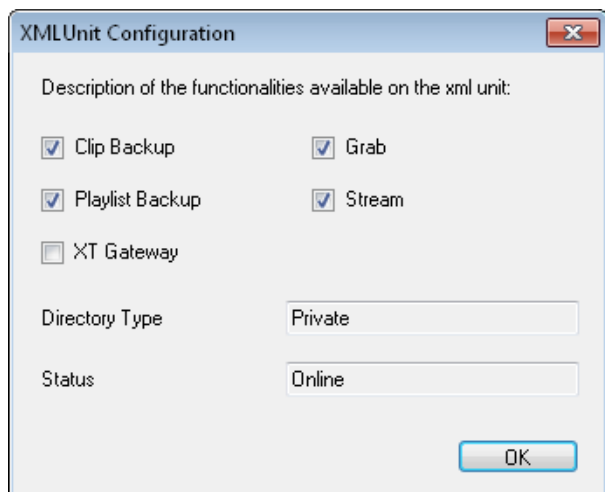 XMLUnit Configuration
Description of the functionalities available on the xml unit:
Clip Backup
Grab
Playlist Backup
Stream
XT Gateway
Directory Type
Private
Status
Online
OK